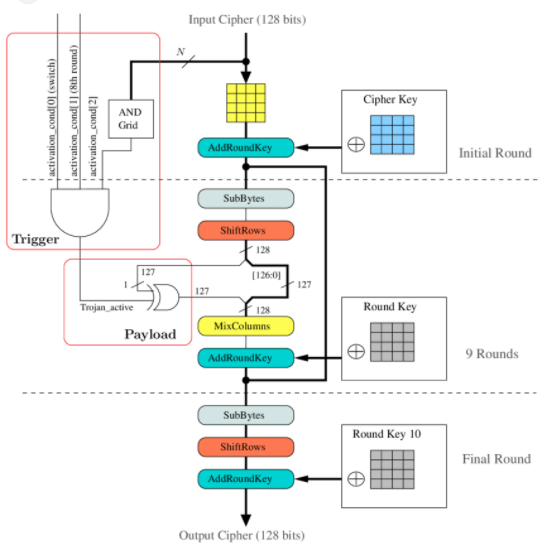 Input Cipher (128 bits)
N
activation_cond[0] (switch)
activation_cond[1] (8th round)
activation_cond[2]
AND
Grid
Trigger
Cipher Key
AddRoundKey
Initial Round
SubBytes
ShiftRows
128
127
[126:0]
1
127
127
Trojan_active
128
Payload
MixColumns
AddRoundKey
Round Key
9 Rounds
SubBytes
ShiftRows
AddRoundKey
Round Key 10
Final Round
Output Cipher (128 bits)